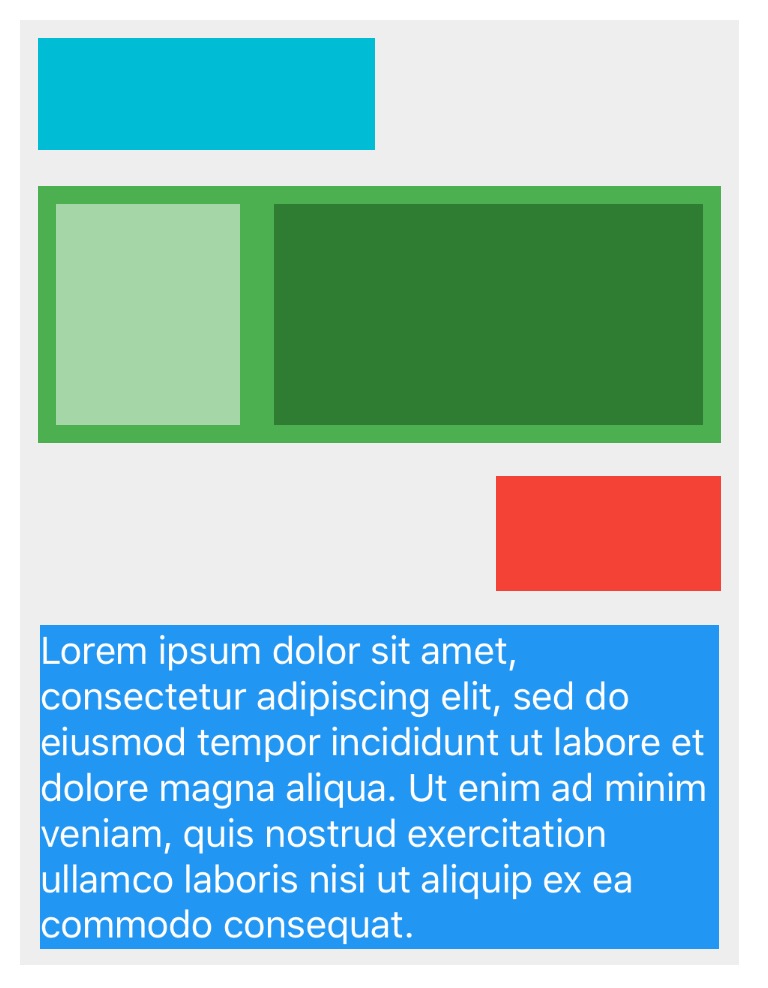 Lorem ipsum dolor sit amet,
consectetur adipiscing elit, sed do
eiusmod tempor incididunt ut labore et
dolore magna aliqua. Ut enim ad minim
veniam, quis nostrud exercitation
ullamco laboris nisi ut aliquip ex ea
commodo consequat.